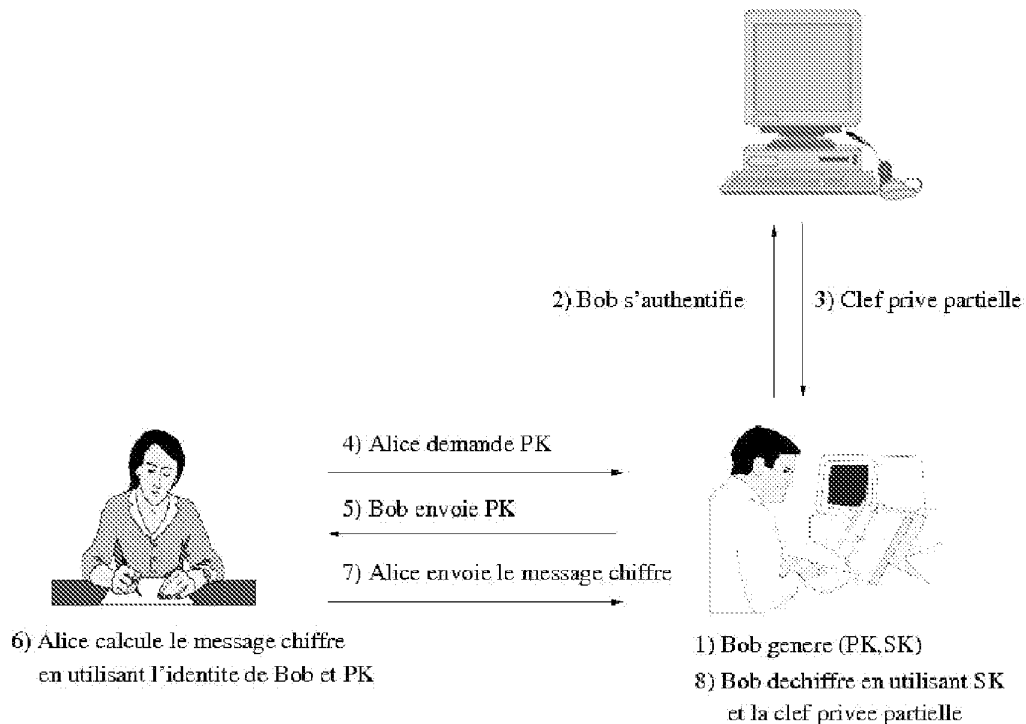 2) Bob s'authentifie
3) Clef prive partielle
4) Alice demande PK
5) Bob envoie PK
7) Alice envoie le message chiffre
6) Alice calcule le message chiffre
en utilisant l'identite de Bob et PK
1) Bob genere (PK,SK)
8) Bob dechiffre en utilisant SK
et la clef privee partielle